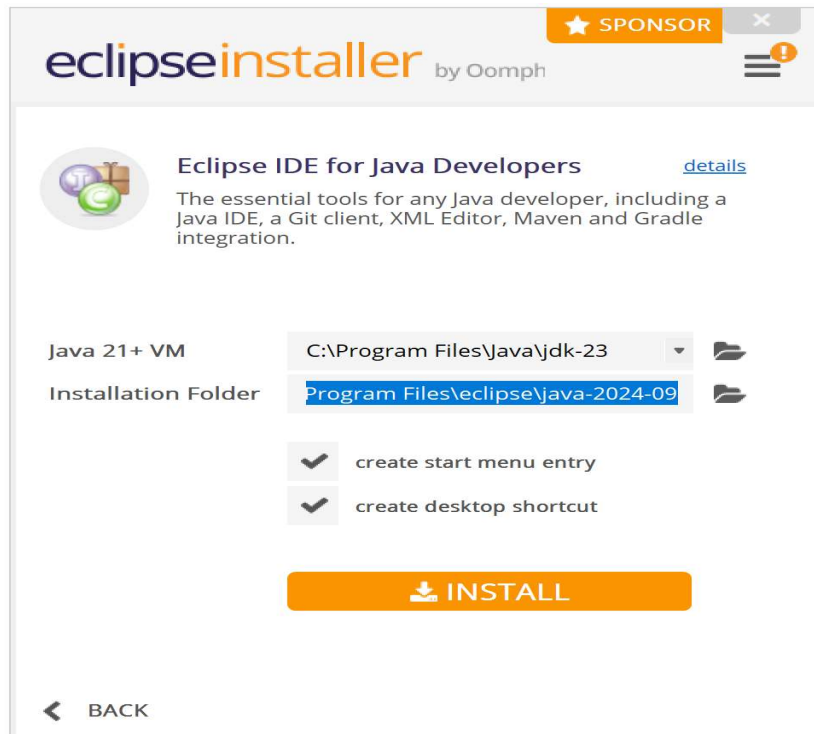 SPONSOR
eclipseinstaller by Oomph
Eclipse IDE for Java Developers
details
The essential tools for any Java developer, including a
Java IDE, a Git client, XML Editor, Maven and Gradle
integration.
Java 21+ VM
C:\Program Files\Java\jdk-23
Installation Folder
Program Files\eclipse\java-2024-09
create start menu entry
create desktop shortcut
INSTALL
BACK